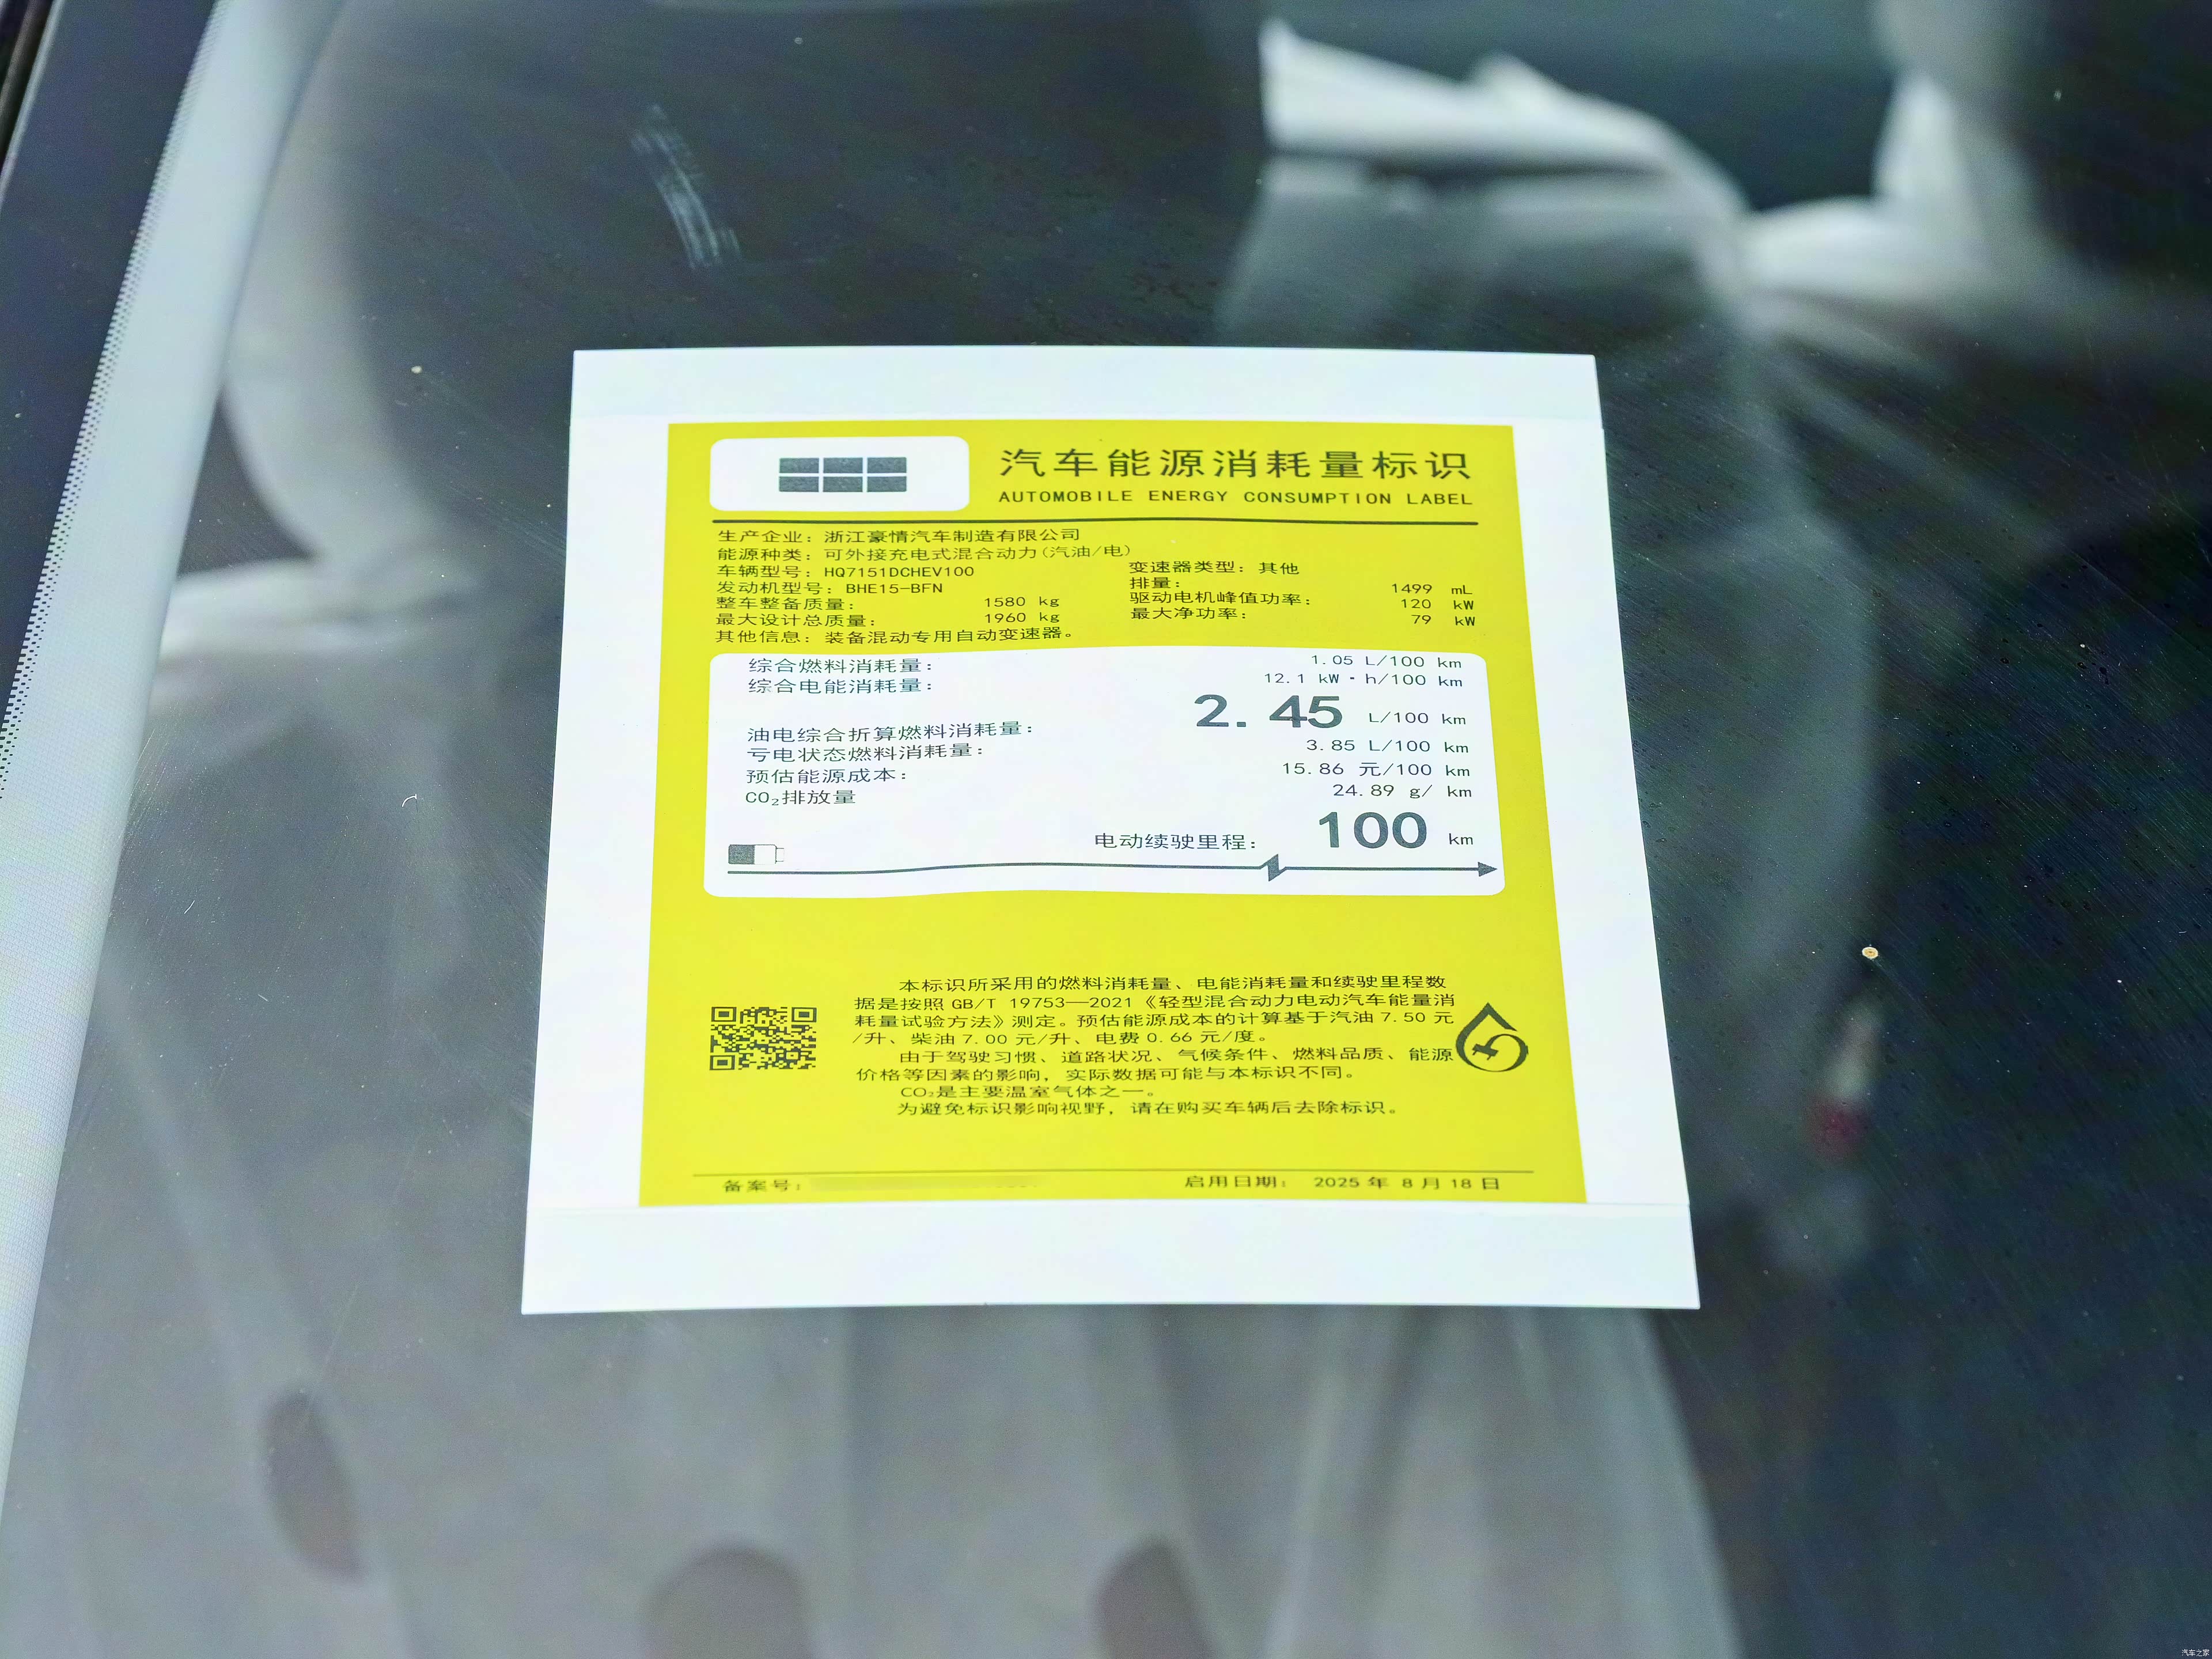 汽车能源消耗量标识
AUTOMOBILE ENERGY CONSUMPTION LABEL
生产企业：浙江豪情汽车制造有限公司
能源种类：可外接充电式混合动力（汽油/电）
车辆型号：HQ7151DCHEV100
变速器类型：其他
发动机型号：BHE15-BFN
排量： 1499 mL
整车整备质量： 1580 kg
驱动电机峰值功率： 120 kW
最大设计总质量： 1960 kg
最大净功率： 79 kW
其他信息：装备混动专用自动变速器。
综合燃料消耗量： 1.05 L/100 km
综合电能消耗量： 12.1 kW·h/100 km
油电综合折算燃料消耗量： 2.45 L/100 km
亏电状态燃料消耗量： 3.85 L/100 km
预估能源成本： 15.86 元/100 km
CO₂排放量 24.89 g/ km
电动续驶里程： 100 km
本标识所采用的燃料消耗量、电能消耗量和续驶里程数
据是按照 GB/T 19753—2021《轻型混合动力电动汽车能量消
耗量试验方法》测定。预估能源成本的计算基于汽油 7.50 元
/升、柴油 7.00 元/升、电费 0.66 元/度。
由于驾驶习惯、道路状况、气候条件、燃料品质、能源
价格等因素的影响，实际数据可能与本标识不同。
CO₂是主要温室气体之一。
为避免标识影响视野，请在购买车辆后去除标识。
备案号：
启用日期： 2025 年 8 月 18 日
汽车之家